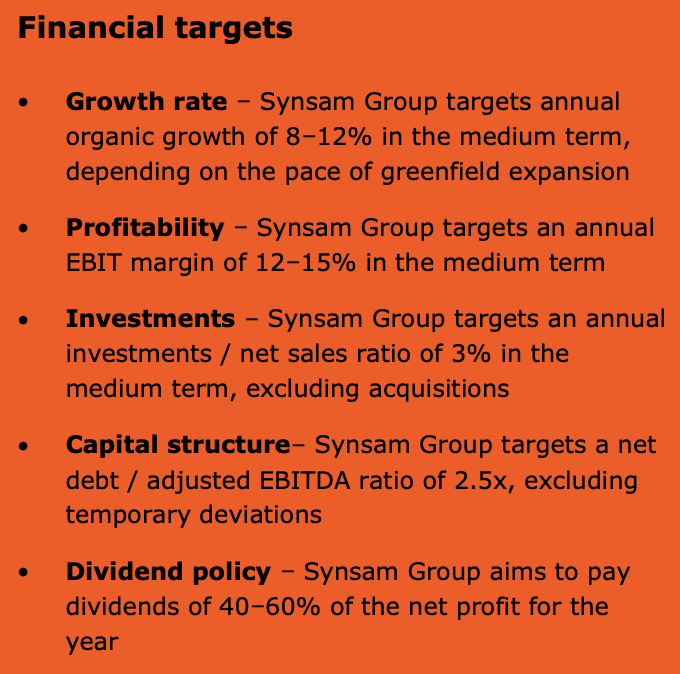 Financial targets
• Growth rate – Synsam Group targets annual
organic growth of 8–12% in the medium term,
depending on the pace of greenfield expansion
• Profitability – Synsam Group targets an annual
EBIT margin of 12–15% in the medium term
• Investments – Synsam Group targets an annual
investments / net sales ratio of 3% in the
medium term, excluding acquisitions
• Capital structure– Synsam Group targets a net
debt / adjusted EBITDA ratio of 2.5x, excluding
temporary deviations
• Dividend policy – Synsam Group aims to pay
dividends of 40–60% of the net profit for the
year